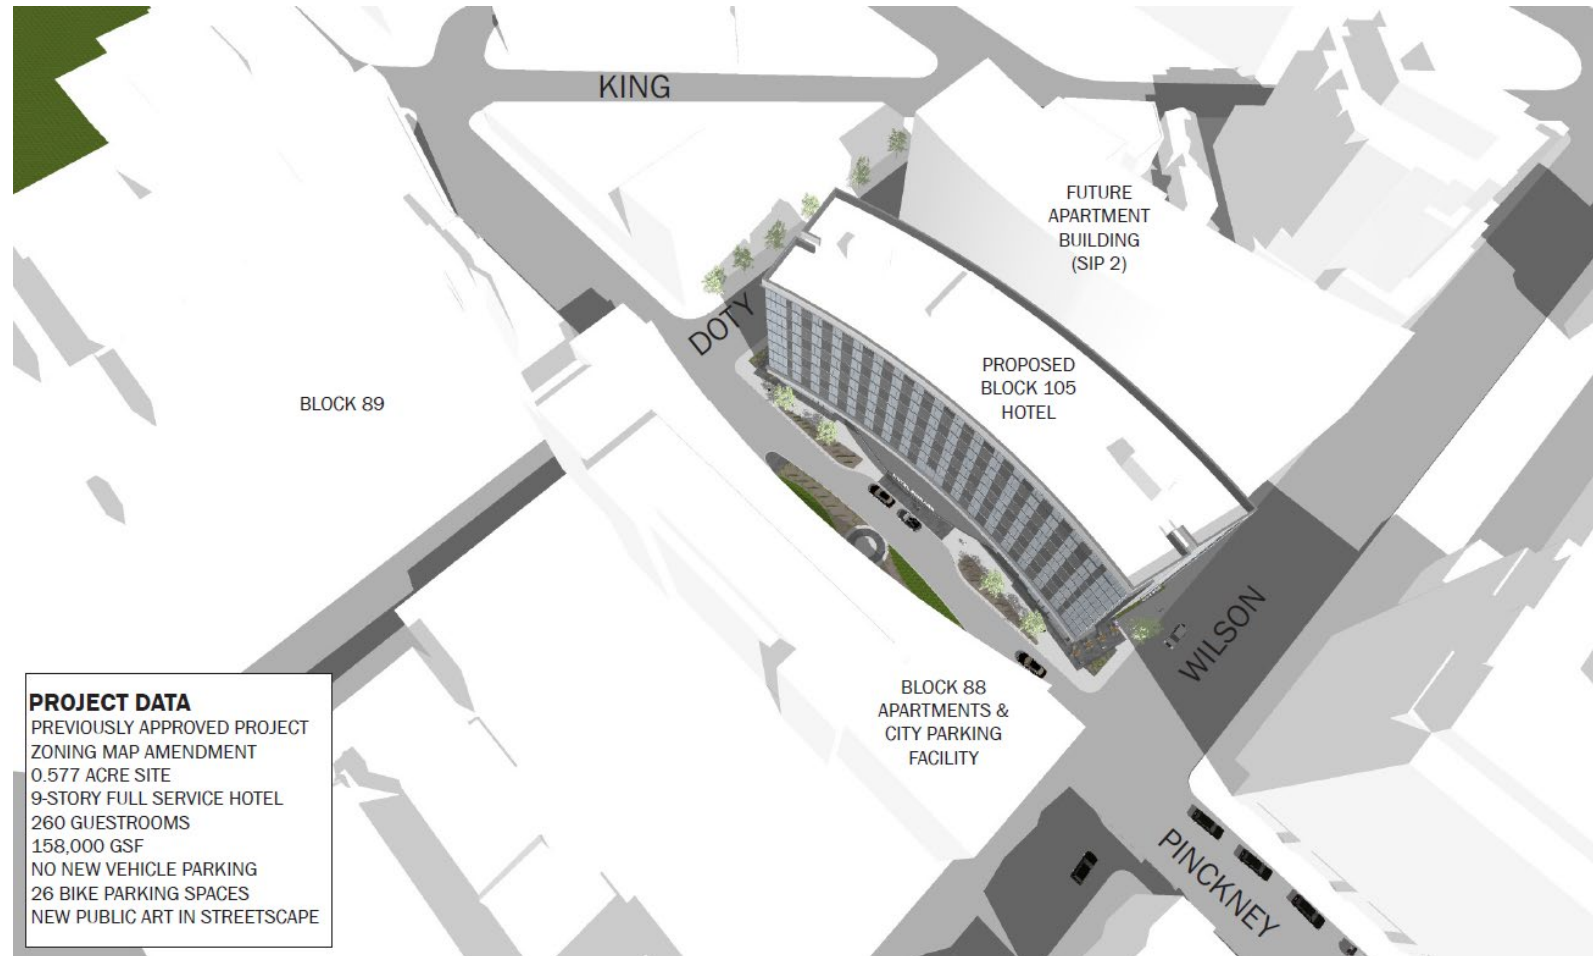 KING
FUTURE
APARTMENT
BUILDING
(SIP 2)
DOTY
PROPOSED
BLOCK 105
HOTEL
BLOCK 89
WILSON
BLOCK 88
APARTMENTS &
CITY PARKING
FACILITY
PINCKNEY
PROJECT DATA
PREVIOUSLY APPROVED PROJECT
ZONING MAP AMENDMENT
0.577 ACRE SITE
9-STORY FULL SERVICE HOTEL
260 GUESTROOMS
158,000 GSF
NO NEW VEHICLE PARKING
26 BIKE PARKING SPACES
NEW PUBLIC ART IN STREETSCAPE